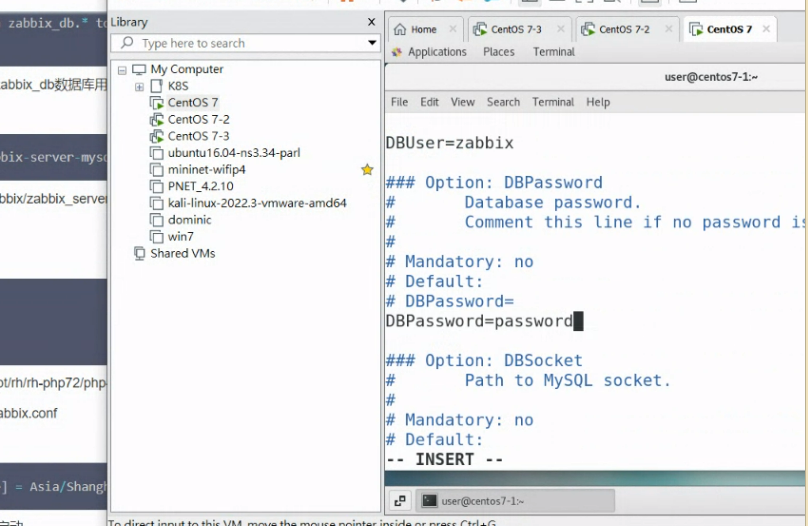 zabbix_db.* to
abbix_db数据库用
bix-server-mysq
bbix/zabbix_server
ot/rh/rh-php72/php-
abbix.conf
] = Asia/Shangh
启动
Library x
Type here to search
My Computer
K8S
CentOS 7
CentOS 7-2
CentOS 7-3
ubuntu16.04-ns3.34-parl
mininet-wifip4
PNET_4.2.10
kali-linux-2022.3-vmware-amd64
dominic
win7
Shared VMs
Home CentOS 7-3 CentOS 7-2 CentOS 7
Applications Places Terminal
user@centos7-1:~
File Edit View Search Terminal Help
DBUser=zabbix
### Option: DBPassword
# Database password.
# Comment this line if no password is
#
# Mandatory: no
# Default:
# DBPassword=
DBPassword=password
### Option: DBSocket
# Path to MySQL socket.
#
# Mandatory: no
# Default:
-- INSERT --
user@centos7-1:~
To direct input to this VM, move the mouse pointer inside or press Ctrl+G.